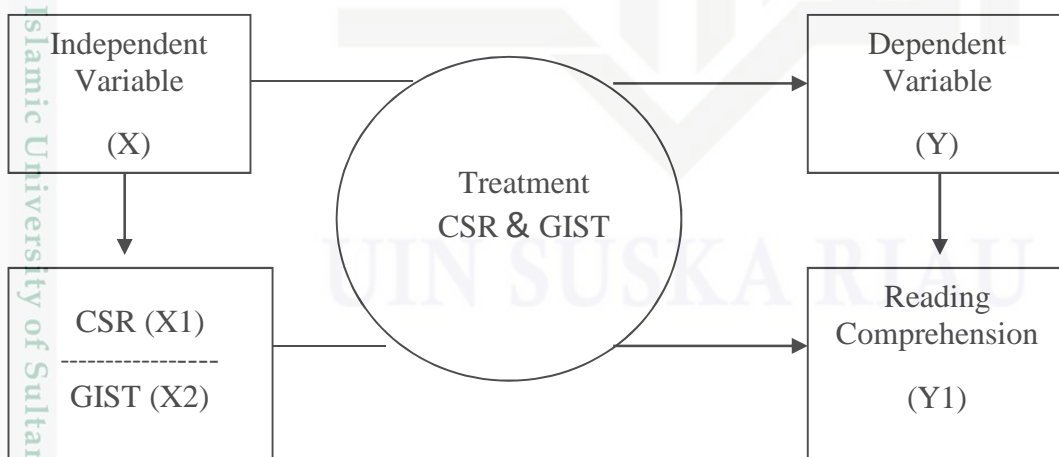 Independent
Variable
(X)
Treatment
CSR & GIST
Dependent
Variable
(Y)
CSR (X1)
------------------
GIST (X2)
Reading
Comprehension
(Y1)
UIN SUSKA RIAU
Islamic University of Sultan